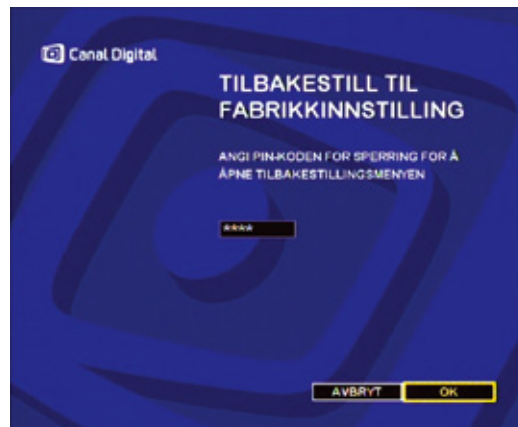 Canal Digital
TILBAKESTILL TIL
FABRIKKINNSTILLING
ANGI PIN-KODEN FOR SPERRING FOR Å
ÅPNE TILBAKESTILLINGSMENYEN
****
AVBRYT OK